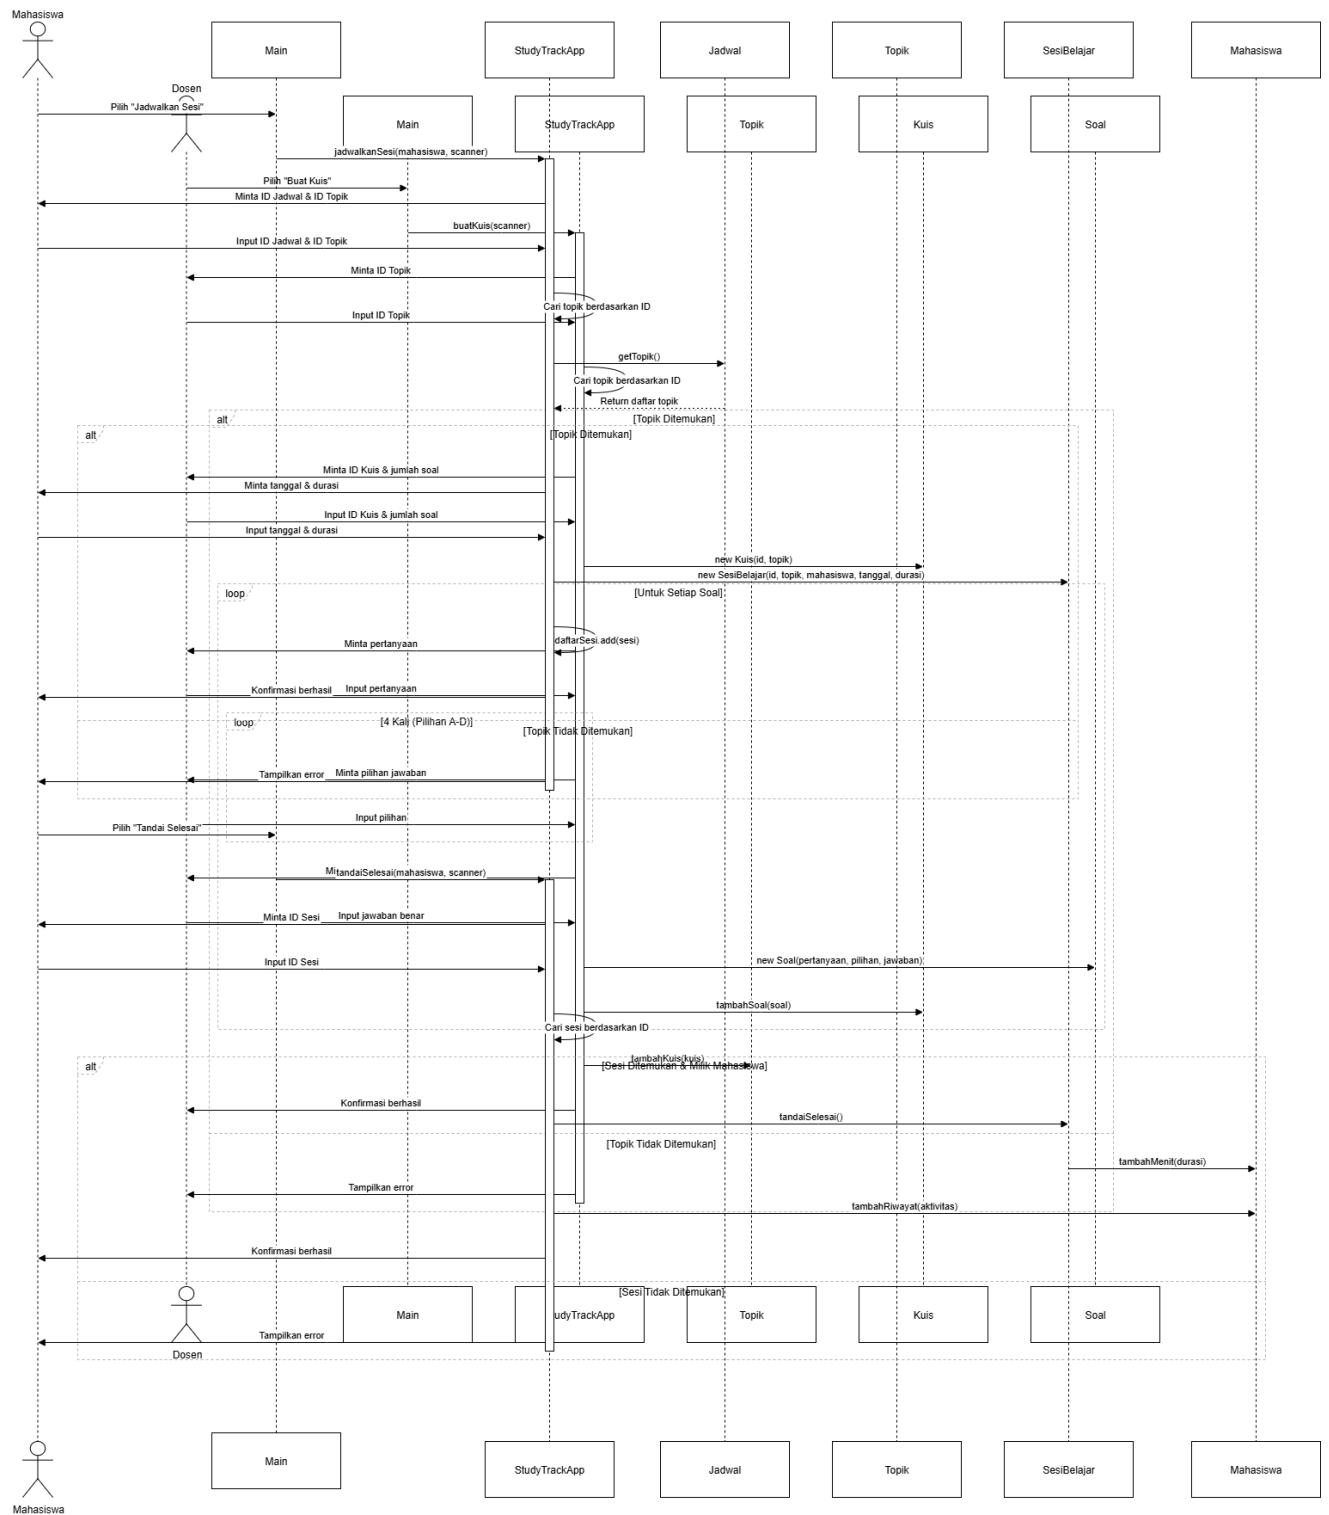 Mahasiswa
Main
StudyTrackApp
Jadwal
Topik
SesiBelajar
Mahasiswa
Dosen
Pilih "Jadwalkan Sesi"
Main
StudyTrackApp
Topik
Kuis
Soal
jadwalkanSesi(mahasiswa, scanner)
Pilih "Buat Kuis"
Minta ID Jadwal & ID Topik
buatKuis(scanner)
Input ID Jadwal & ID Topik
Minta ID Topik
Cari topik berdasarkan ID
Input ID Topik
getTopik()
Cari topik berdasarkan ID
Return daftar topik
alt
[Topik Ditemukan]
alt
[Topik Ditemukan]
Minta ID Kuis & jumlah soal
Minta tanggal & durasi
Input ID Kuis & jumlah soal
Input tanggal & durasi
new Kuis(id, topik)
new SesiBelajar(id, topik, mahasiswa, tanggal, durasi)
loop
[Untuk Setiap Soal]
daftarSesi.add(sesi)
Minta pertanyaan
Konfirmasi berhasil
Input pertanyaan
loop
[4 Kali (Pilihan A-D)]
[Topik Tidak Ditemukan]
Tampilkan error
Minta pilihan jawaban
Input pilihan
Pilih "Tandai Selesai"
tandaiSelesai(mahasiswa, scanner)
Minta ID Sesi
Input jawaban benar
Input ID Sesi
new Soal(pertanyaan, pilihan, jawaban)
tambahSoal(soal)
Cari sesi berdasarkan ID
alt
tambahKuis(kuis)
[Sesi Ditemukan & Milik Mahasiswa]
Konfirmasi berhasil
tandaiSelesai()
[Topik Tidak Ditemukan]
tambahMenit(durasi)
Tampilkan error
tambahRiwayat(aktivitas)
Konfirmasi berhasil
[Sesi Tidak Ditemukan]
Main
udyTrackApp
Topik
Kuis
Soal
Tampilkan error
Dosen
Main
StudyTrackApp
Jadwal
Topik
SesiBelajar
Mahasiswa
Mahasiswa